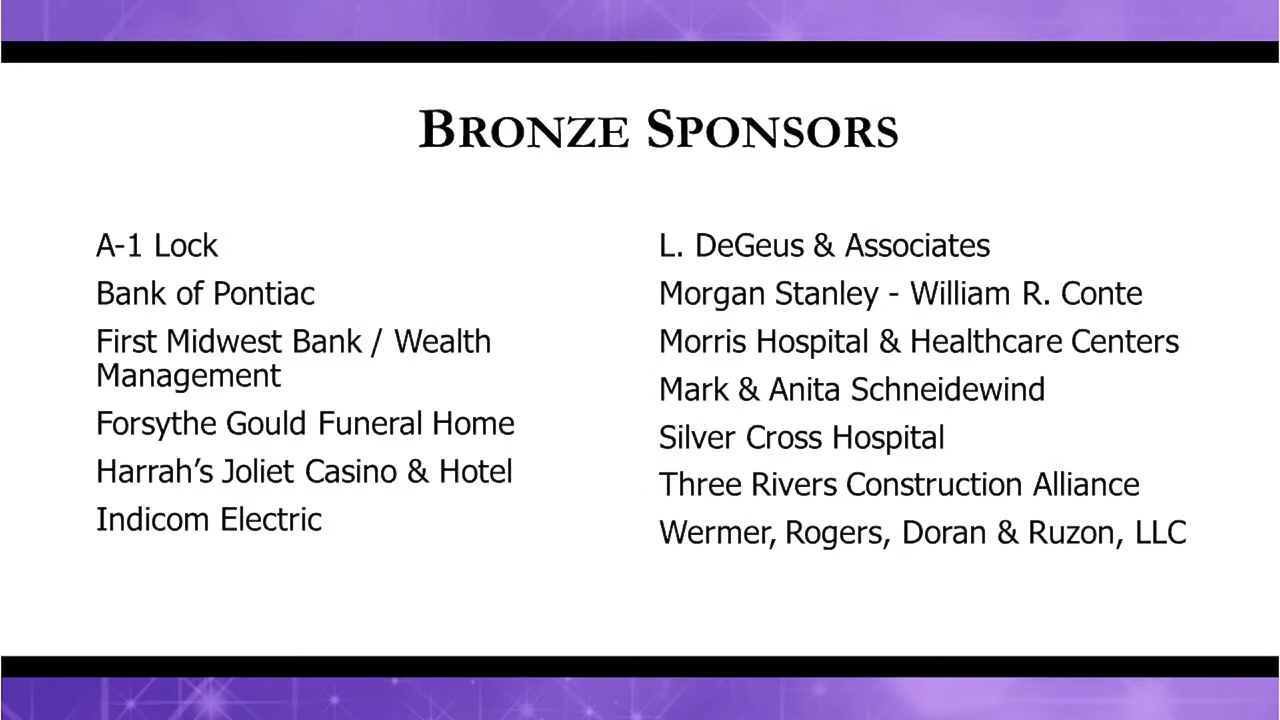 BRONZE SPONSORS
A-1 Lock
Bank of Pontiac
First Midwest Bank / Wealth
Management
Forsythe Gould Funeral Home
Harrah’s Joliet Casino & Hotel
Indicom Electric
L. DeGeus & Associates
Morgan Stanley - William R. Conte
Morris Hospital & Healthcare Centers
Mark & Anita Schneidewind
Silver Cross Hospital
Three Rivers Construction Alliance
Wermer, Rogers, Doran & Ruzon, LLC